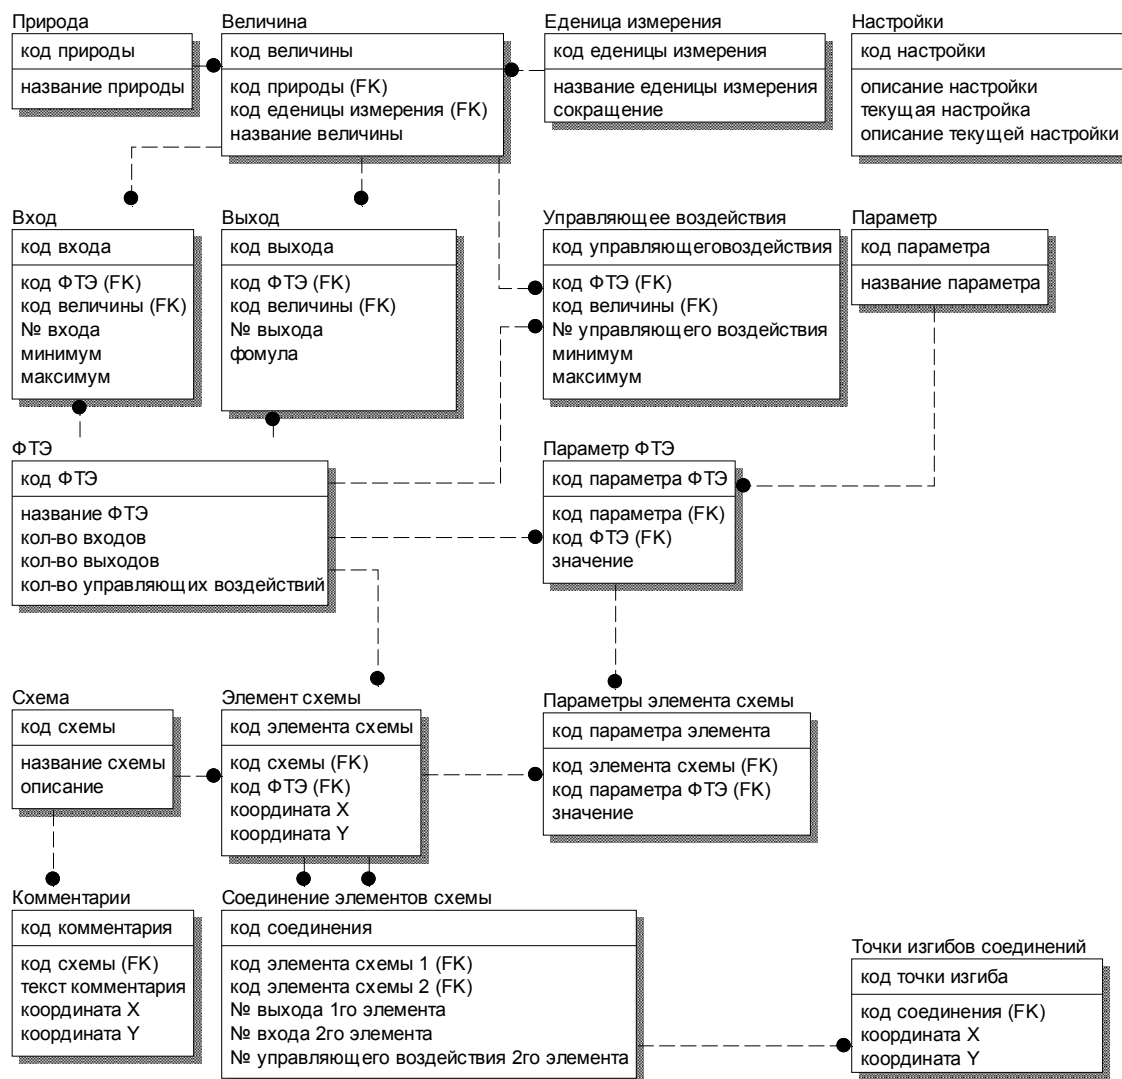 Природа
код природы
название природы
Величина
код величины
код природы (FK)
код еденицы измерения (FK)
название величины
Еденица измерения
код еденицы измерения
название еденицы измерения
сокращение
Настройки
код настройки
описание настройки
текущая настройка
описание текущей настройки
Вход
код входа
код ФТЭ (FK)
код величины (FK)
№ входа
минимум
максимум
Выход
код выхода
код ФТЭ (FK)
код величины (FK)
№ выхода
фомула
Управляющее воздействия
код управляющеговоздействия
код ФТЭ (FK)
код величины (FK)
№ управляющего воздействия
минимум
максимум
Параметр
код параметра
название параметра
ФТЭ
код ФТЭ
название ФТЭ
кол-во входов
кол-во выходов
кол-во управляющих воздействий
Параметр ФТЭ
код параметра ФТЭ
код параметра (FK)
код ФТЭ (FK)
значение
Схема
код схемы
название схемы
описание
Элемент схемы
код элемента схемы
код схемы (FK)
код ФТЭ (FK)
координата X
координата Y
Параметры элемента схемы
код параметра элемента
код элемента схемы (FK)
код параметра ФТЭ (FK)
значение
Комментарии
код комментария
код схемы (FK)
текст комментария
координата X
координата Y
Соединение элементов схемы
код соединения
код элемента схемы 1 (FK)
код элемента схемы 2 (FK)
№ выхода 1го элемента
№ входа 2го элемента
№ управляющего воздействия 2го элемента
Точки изгибов соединений
код точки изгиба
код соединения (FK)
координата X
координата Y